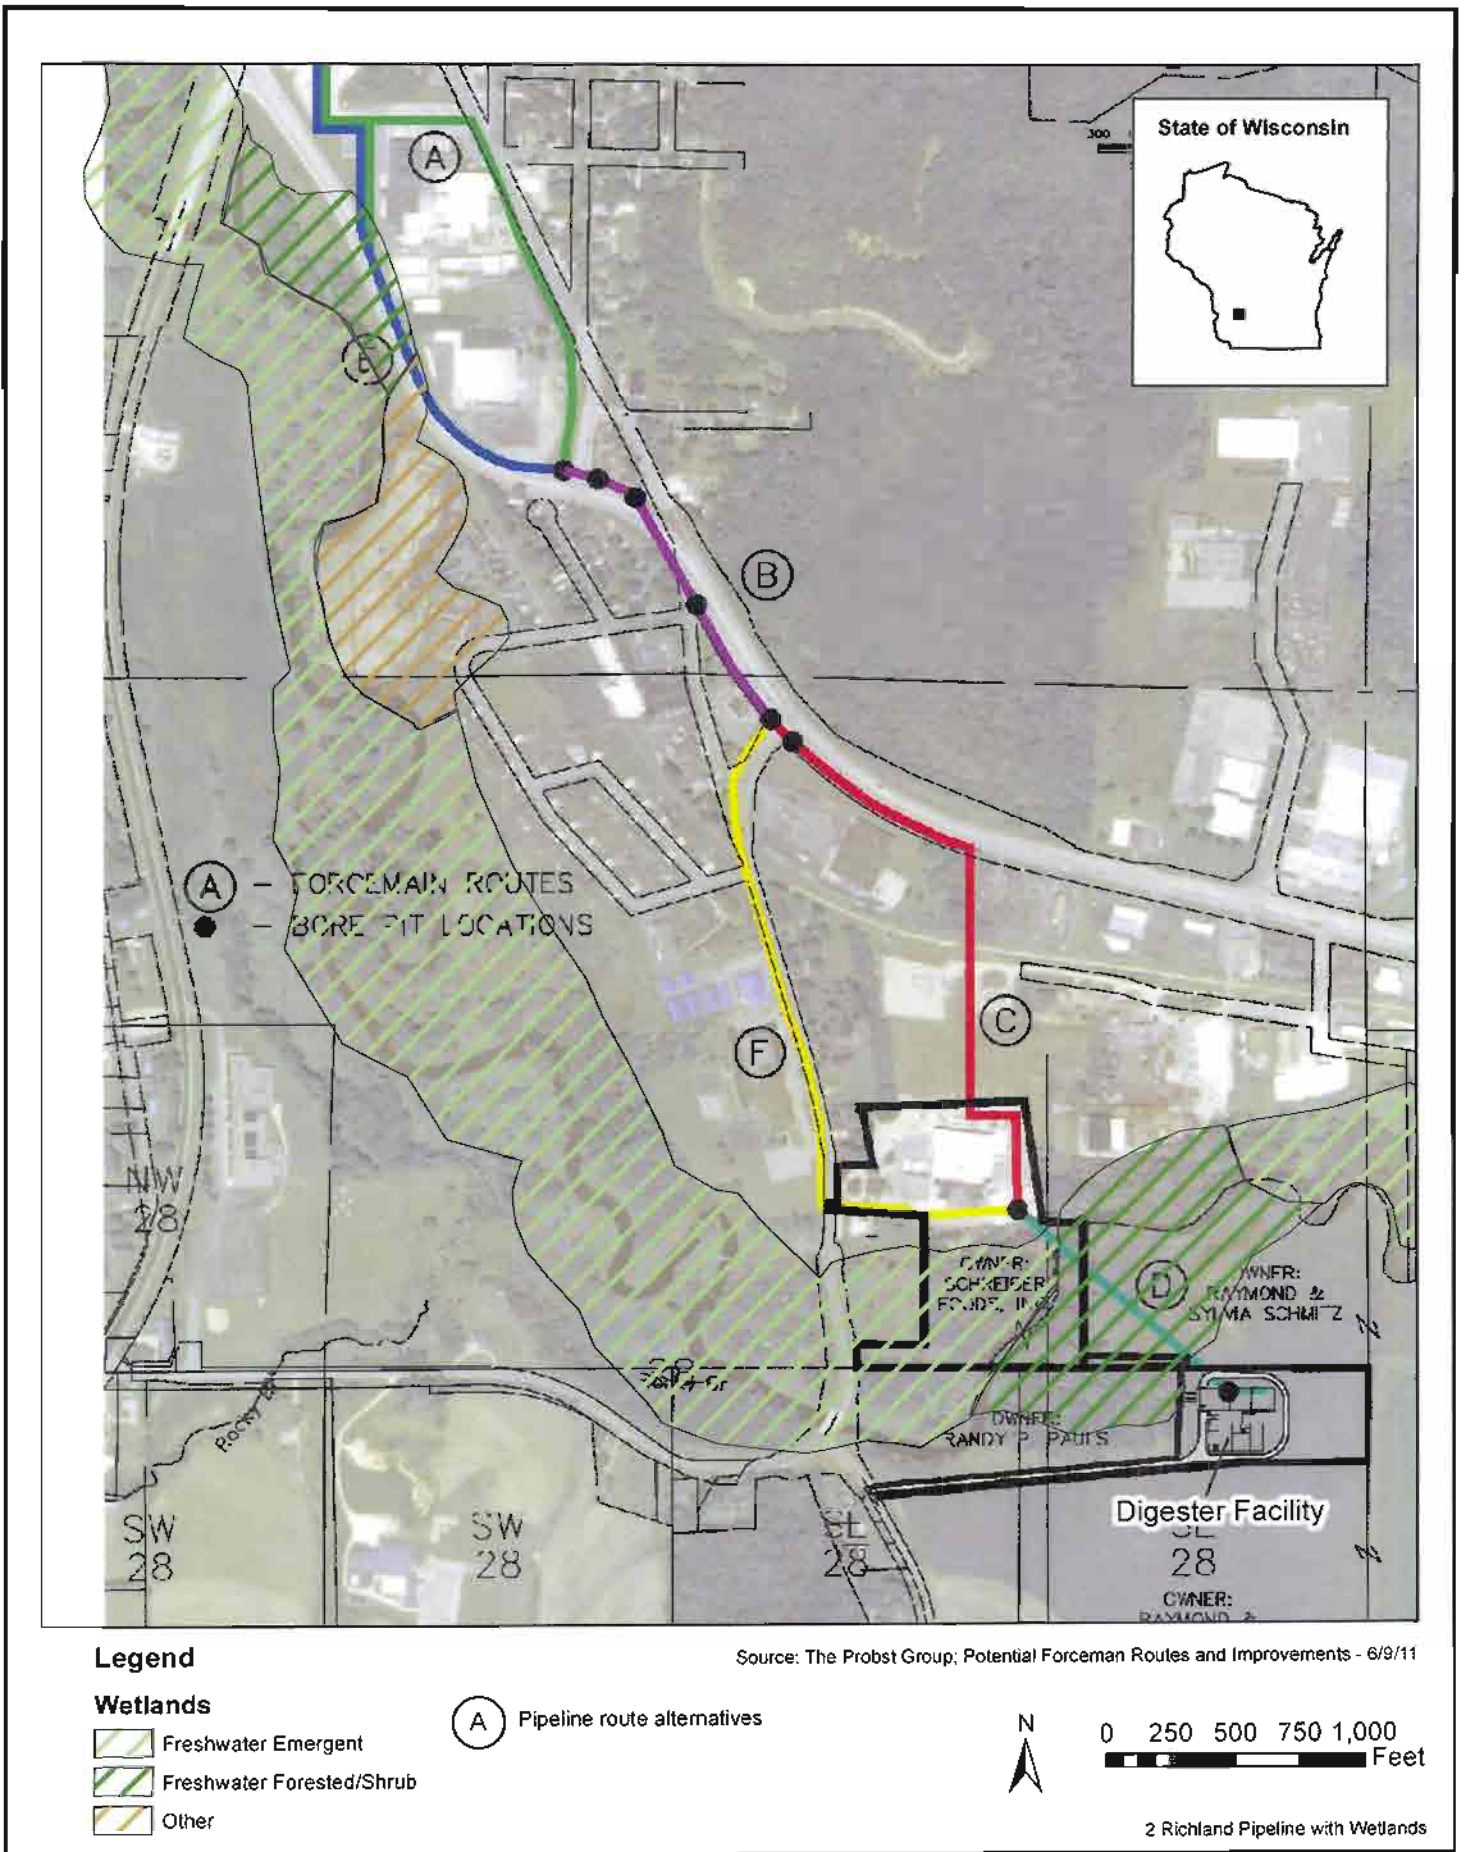 300
State of Wisconsin
A
B
A — FORCEMAIN ROUTES
— BORE PIT LOCATIONS
C
F
NW
28
OWNER:
SCHREIBER
FOODS, INC.
D
OWNER:
RAYMOND &
SYLVIA SCHMITZ
OWNER:
RANDY P. PAULS
Digester Facility
SW
28
SW
28
SE
28
SE
28
OWNER:
RAYMOND &
Legend
Source: The Probst Group; Potential Forceman Routes and Improvements - 6/9/11
Wetlands
Freshwater Emergent
Freshwater Forested/Shrub
Other
A Pipeline route alternatives
N
0 250 500 750 1,000
Feet
2 Richland Pipeline with Wetlands